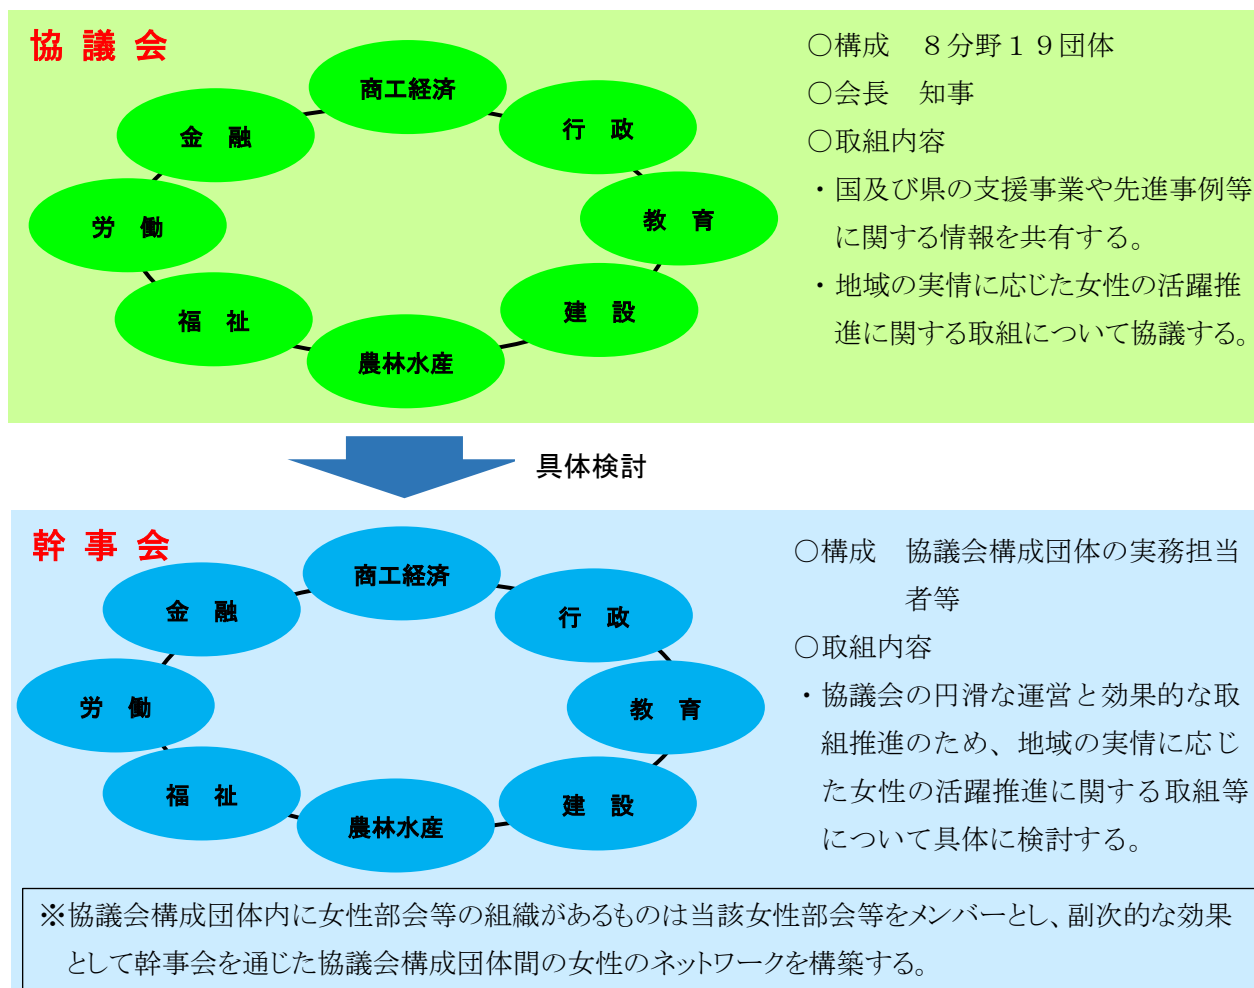 協議会
商工経済
金　融
行　政
労　働
教　育
福　祉
建　設
農林水産
○構成　８分野１９団体
○会長　知事
○取組内容
・国及び県の支援事業や先進事例等
に関する情報を共有する。
・地域の実情に応じた女性の活躍推
進に関する取組について協議する。
具体検討
幹事会
商工経済
金　融
行　政
労　働
教　育
福　祉
建　設
農林水産
○構成　協議会構成団体の実務担当
者等
○取組内容
・協議会の円滑な運営と効果的な取
組推進のため、地域の実情に応じ
た女性の活躍推進に関する取組等
について具体に検討する。
※協議会構成団体内に女性部会等の組織があるものは当該女性部会等をメンバーとし、副次的な効果
として幹事会を通じた協議会構成団体間の女性のネットワークを構築する。